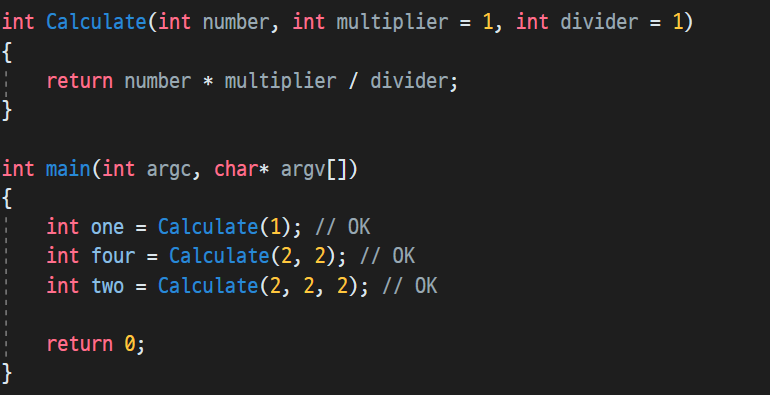 int Calculate(int number, int multiplier = 1, int divider = 1)
{
    return number * multiplier / divider;
}
int main(int argc, char* argv[])
{
    int one = Calculate(1); // OK
    int four = Calculate(2, 2); // OK
    int two = Calculate(2, 2, 2); // OK
    return 0;
}